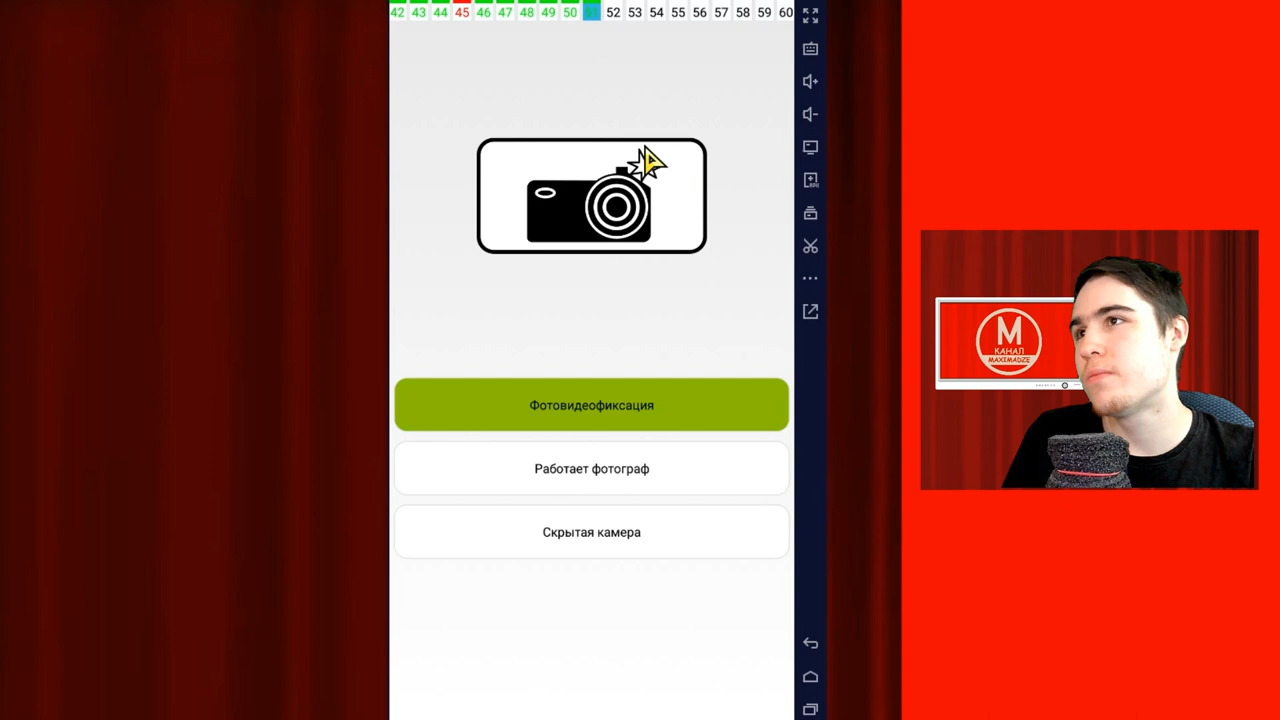 42 43 44 45 46 47 48 49 50 51 52 53 54 55 56 57 58 59 60
Фотовидеофиксация
Работает фотограф
Скрытая камера
М
КАНАЛ
MAXIMADZE